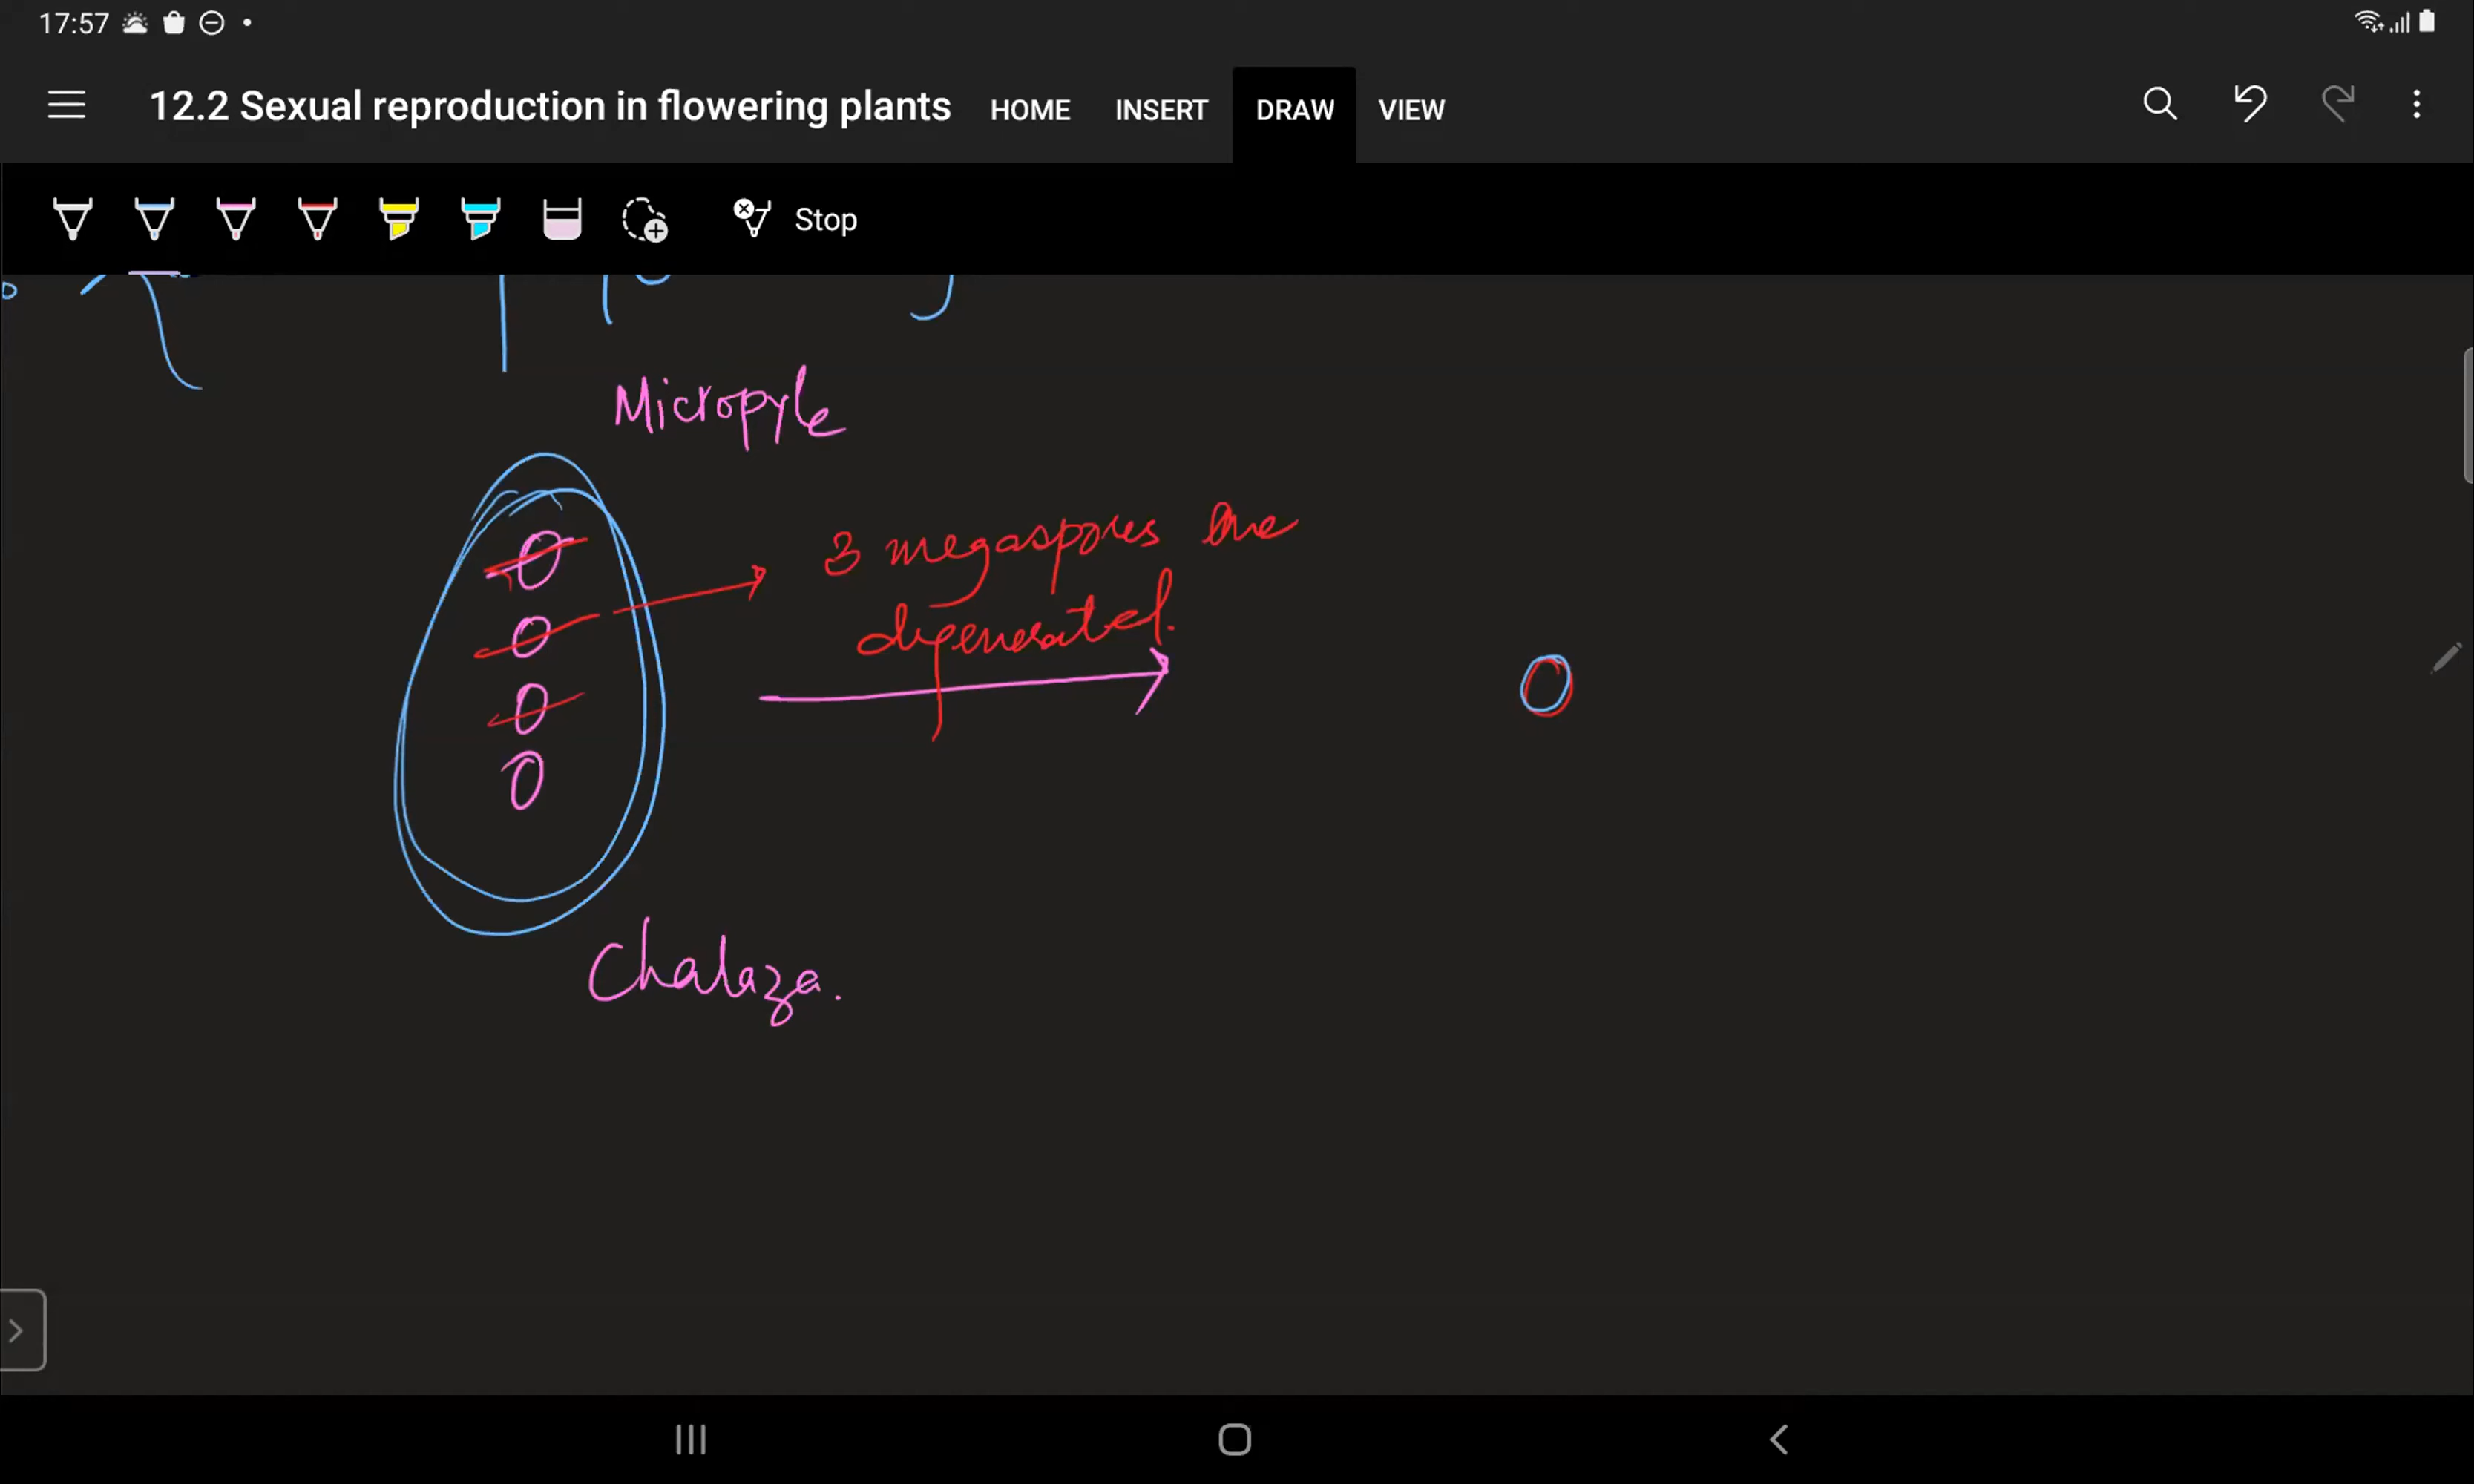 17:57
12.2 Sexual reproduction in flowering plants HOME INSERT DRAW VIEW
Stop
Micropyle
3 megaspores are
degenerated.
Chalaza.